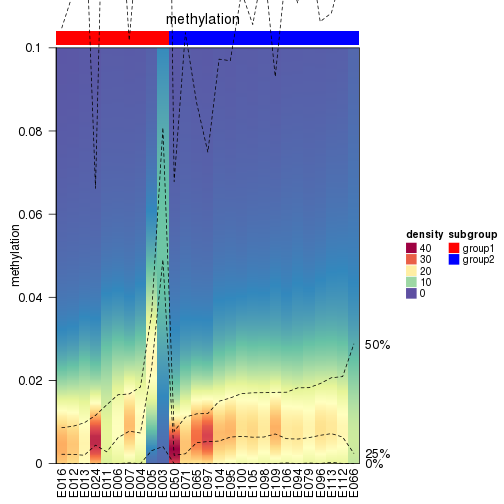 methylation
0.1
0.08
0.06
0.04
0.02
0
methylation
50%
25%
0%
density
40
30
20
10
0
subgroup
group1
group2
E016
E012
E013
E024
E011
E006
E007
E004
E005
E003
E050
E071
E065
E097
E104
E095
E100
E105
E098
E109
E106
E094
E079
E096
E113
E112
E066